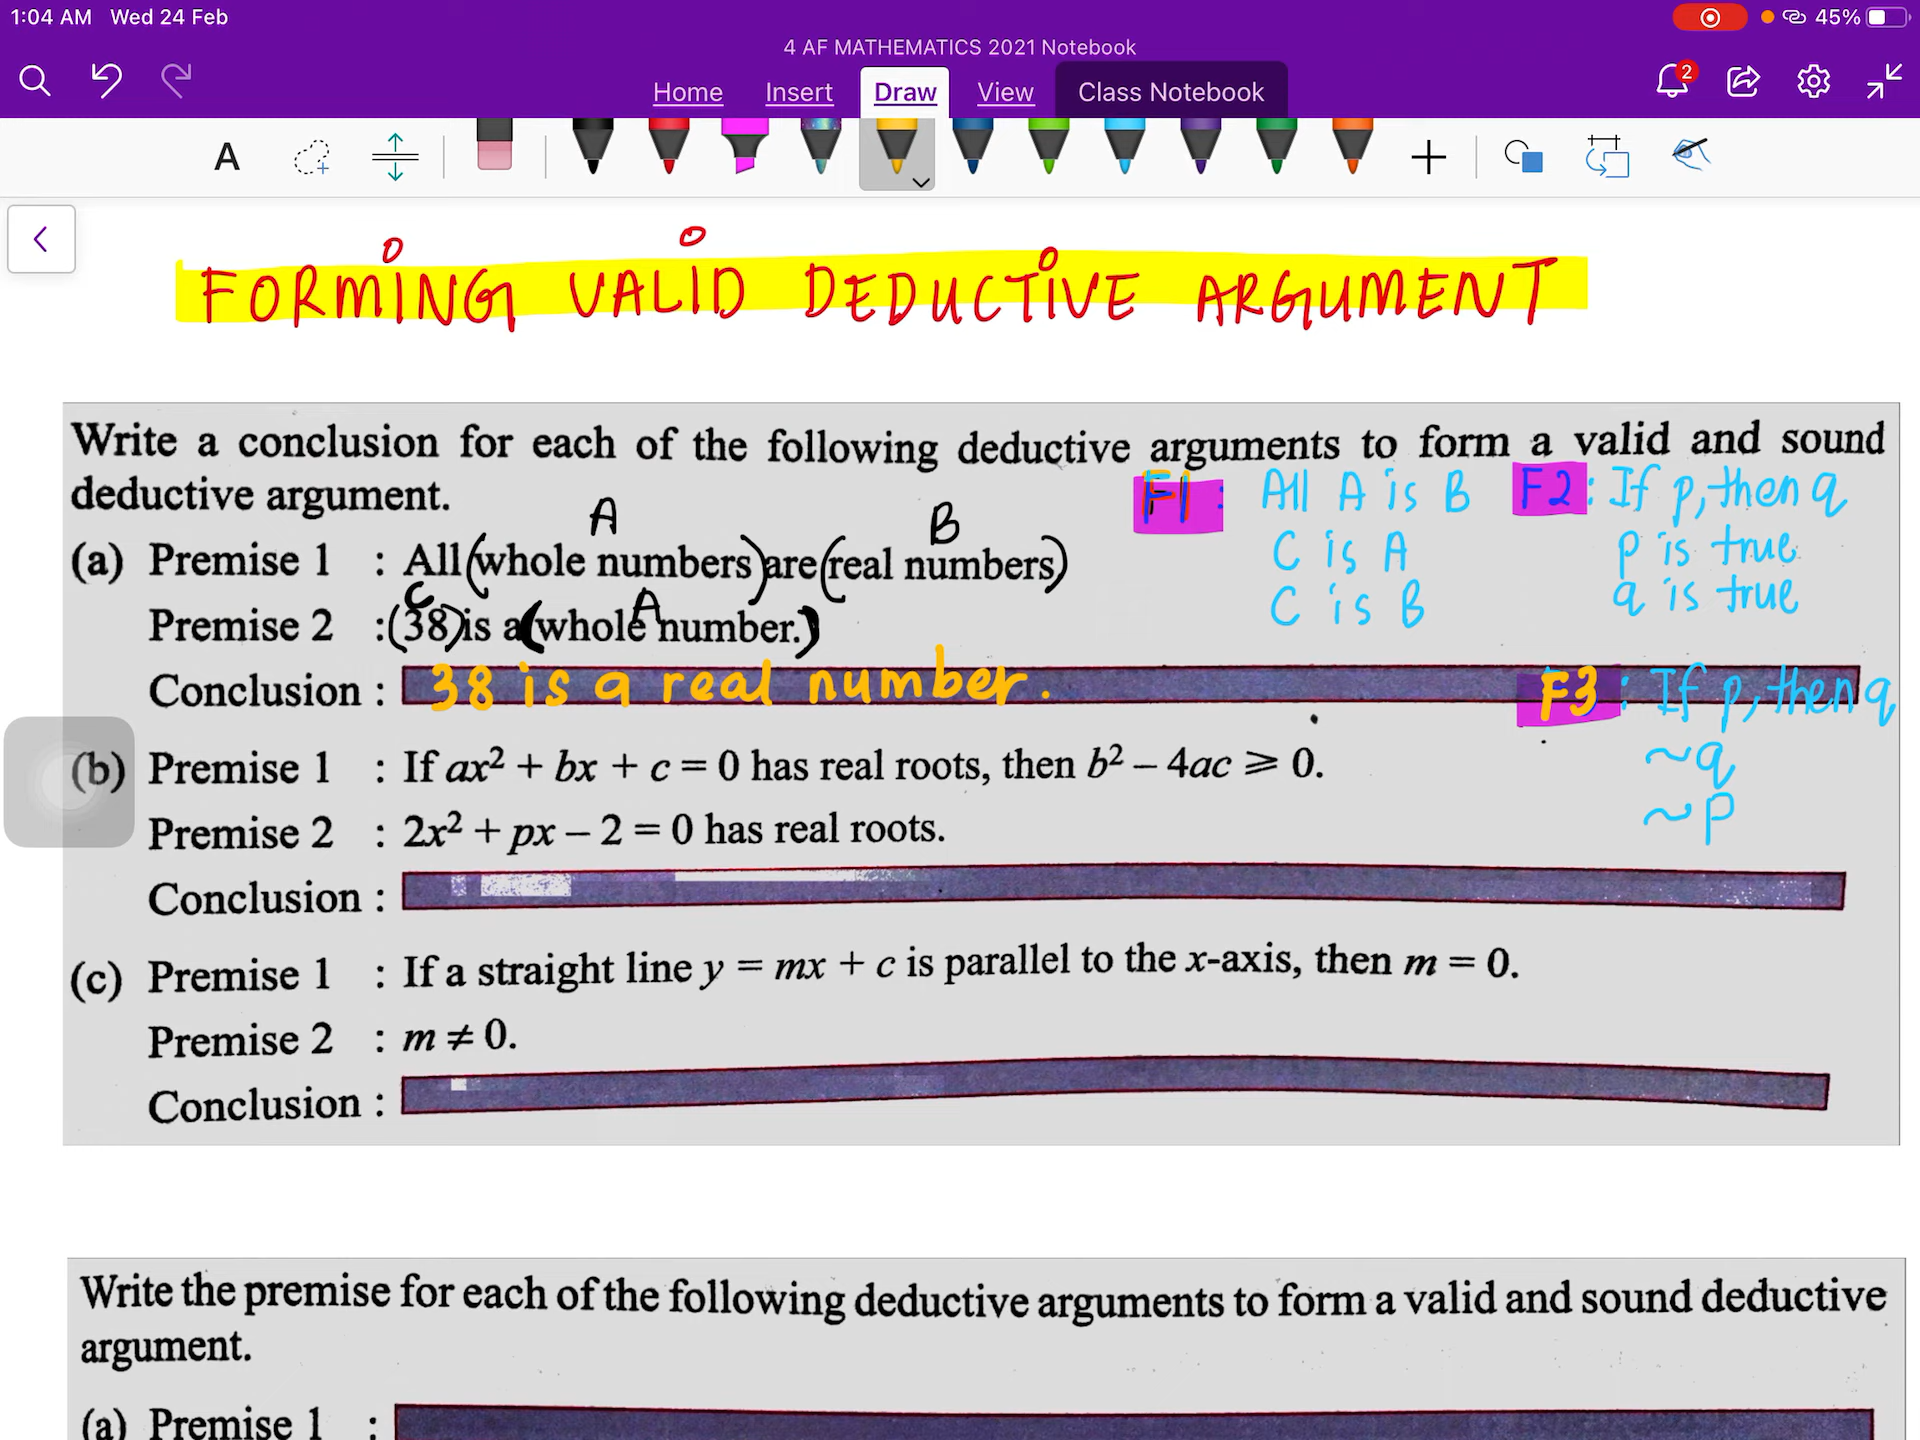 1:04 AM Wed 24 Feb
45%
4 AF MATHEMATICS 2021 Notebook
Home Insert Draw View Class Notebook
2
A
FORMING VALID DEDUCTIVE ARGUMENT
Write a conclusion for each of the following deductive arguments to form a valid and sound
deductive argument.
F1 : All A is B
C is A
C is B
F2 : If p, then q
p is true
q is true
A B
(a) Premise 1 : All (whole numbers) are (real numbers)
C A
Premise 2 : (38) is a (whole number.)
Conclusion : 38 is a real number.
F3 : If p, then q
~q
~p
(b) Premise 1 : If ax² + bx + c = 0 has real roots, then b² – 4ac ⩾ 0.
Premise 2 : 2x² + px – 2 = 0 has real roots.
Conclusion :
(c) Premise 1 : If a straight line y = mx + c is parallel to the x-axis, then m = 0.
Premise 2 : m ≠ 0.
Conclusion :
Write the premise for each of the following deductive arguments to form a valid and sound deductive
argument.
(a) Premise 1 :